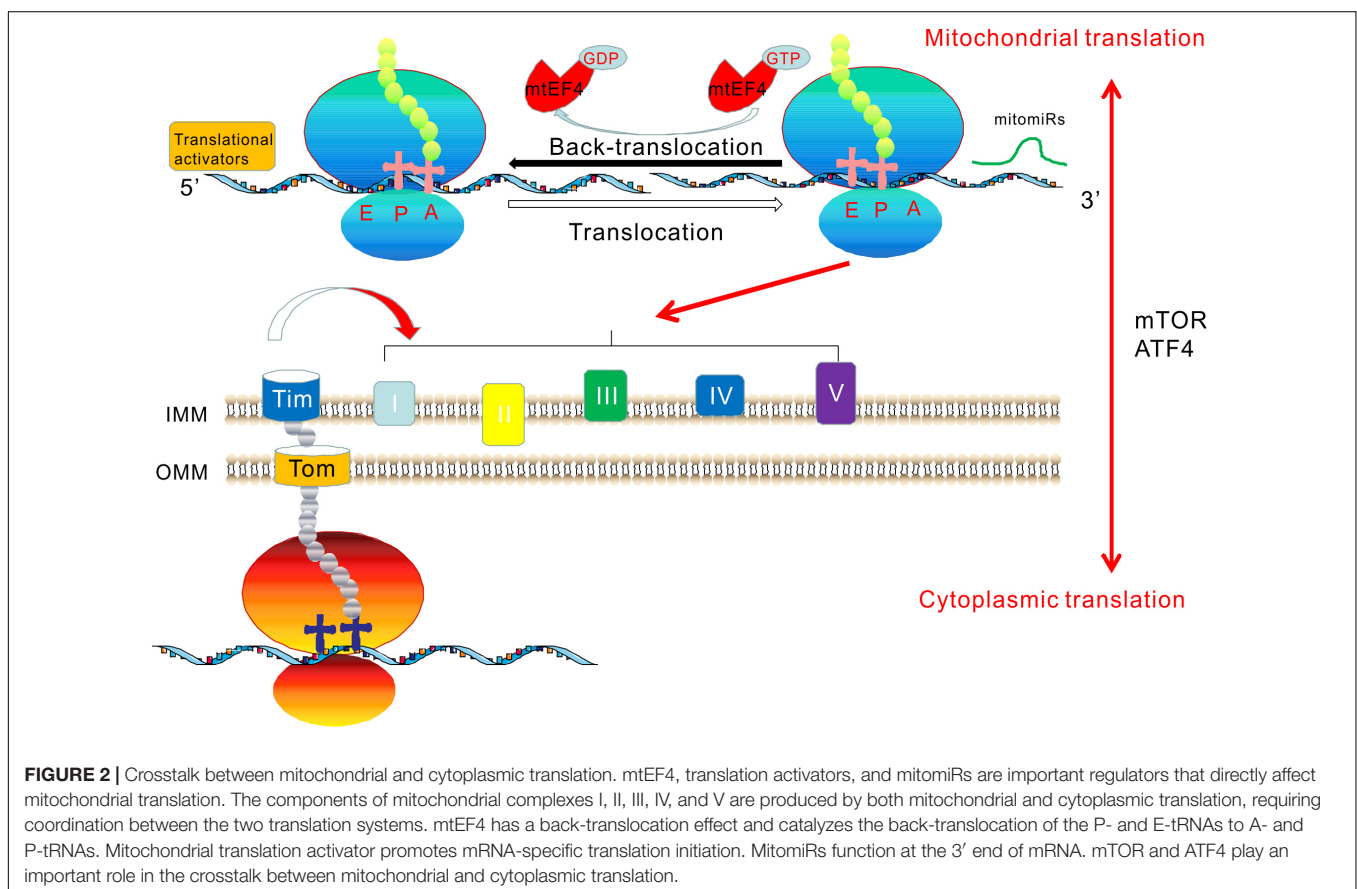 Mitochondrial translation
GDP
GTP
mtEF4
mtEF4
mitomiRs
Translational
activators
Back-translocation
5’
3’
E P A
E P A
Translocation
mTOR
ATF4
Tim
I
II
III
IV
V
IMM
OMM
Tom
Cytoplasmic translation
FIGURE 2 | Crosstalk between mitochondrial and cytoplasmic translation. mtEF4, translation activators, and mitomiRs are important regulators that directly affect
mitochondrial translation. The components of mitochondrial complexes I, II, III, IV, and V are produced by both mitochondrial and cytoplasmic translation, requiring
coordination between the two translation systems. mtEF4 has a back-translocation effect and catalyzes the back-translocation of the P- and E-tRNAs to A- and
P-tRNAs. Mitochondrial translation activator promotes mRNA-specific translation initiation. MitomiRs function at the 3′ end of mRNA. mTOR and ATF4 play an
important role in the crosstalk between mitochondrial and cytoplasmic translation.